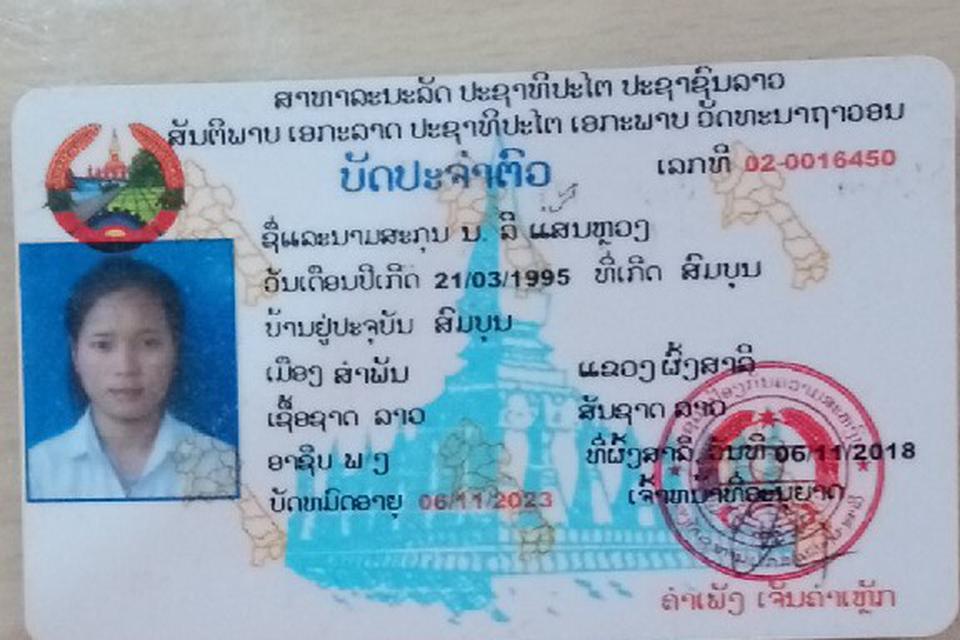 ສາທາລະນະລັດ ປະຊາທິປະໄຕ ປະຊາຊົນລາວ
ສັນຕິພາບ ເອກະລາດ ປະຊາທິປະໄຕ ເອກະພາບ ວັດທະນາຖາວອນ
ບັດປະຈຳຕົວ ເລກທີ 02-0016450
ຊື່ແລະນາມສະກຸນ ນ. ລິ ແສນຫຼວງ
ວັນເດືອນປີເກີດ 21/03/1995 ທີ່ເກີດ ສົມບຸນ
ບ້ານຢູ່ປະຈຸບັນ ສົມບຸນ
ເມືອງ ສຳພັນ ແຂວງ ຜົ້ງສາລິ
ເຊື້ອຊາດ ລາວ ສັນຊາດ ລາວ
ອາຊີບ ພ ງ ທີ່ຜົ້ງສາລິ, ວັນທີ 06/11/2018
ບັດຫມົດອາຍຸ 06/11/2023 ເຈົ້າຫນ້າທີ່ອະນຸຍາດ
ຄຳເພັງ